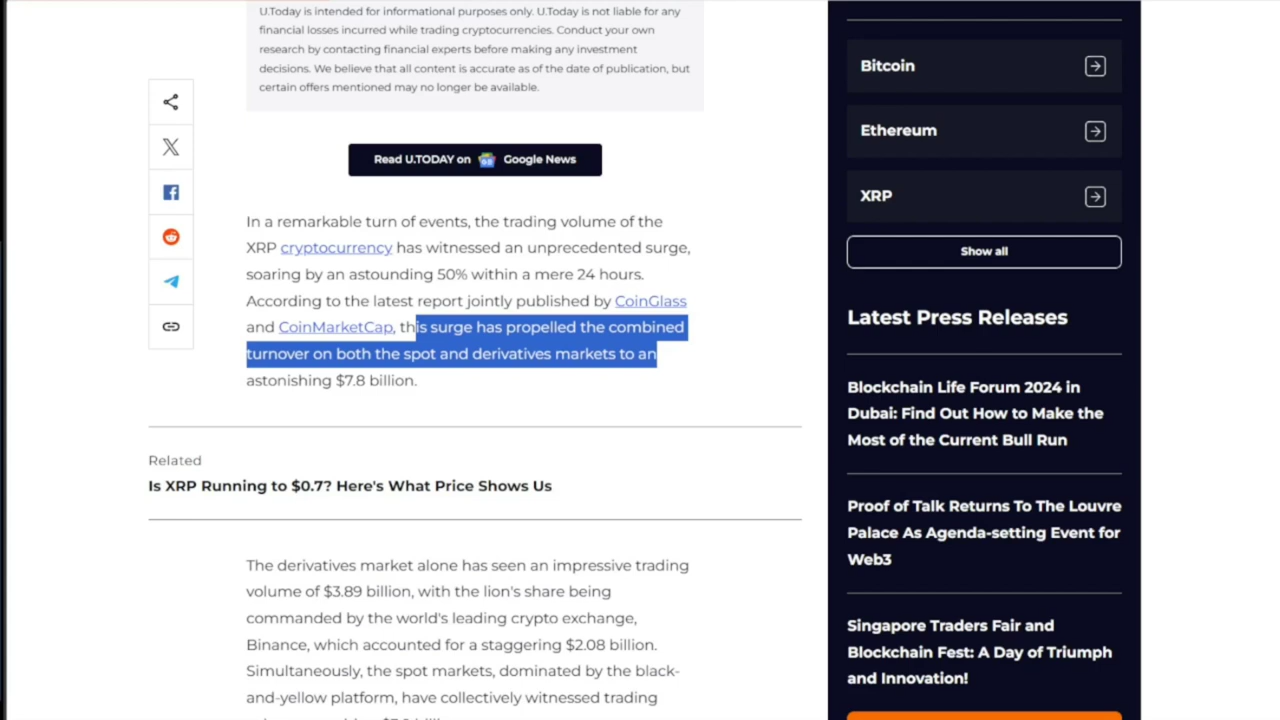 U.Today is intended for informational purposes only. U.Today is not liable for any
financial losses incurred while trading cryptocurrencies. Conduct your own
research by contacting financial experts before making any investment
decisions. We believe that all content is accurate as of the date of publication, but
certain offers mentioned may no longer be available.
Read U.TODAY on Google News
In a remarkable turn of events, the trading volume of the
XRP cryptocurrency has witnessed an unprecedented surge,
soaring by an astounding 50% within a mere 24 hours.
According to the latest report jointly published by CoinGlass
and CoinMarketCap, this surge has propelled the combined
turnover on both the spot and derivatives markets to an
astonishing $7.8 billion.
Related
Is XRP Running to $0.7? Here's What Price Shows Us
The derivatives market alone has seen an impressive trading
volume of $3.89 billion, with the lion's share being
commanded by the world's leading crypto exchange,
Binance, which accounted for a staggering $2.08 billion.
Simultaneously, the spot markets, dominated by the black-
and-yellow platform, have collectively witnessed trading
Bitcoin
Ethereum
XRP
Show all
Latest Press Releases
Blockchain Life Forum 2024 in
Dubai: Find Out How to Make the
Most of the Current Bull Run
Proof of Talk Returns To The Louvre
Palace As Agenda-setting Event for
Web3
Singapore Traders Fair and
Blockchain Fest: A Day of Triumph
and Innovation!